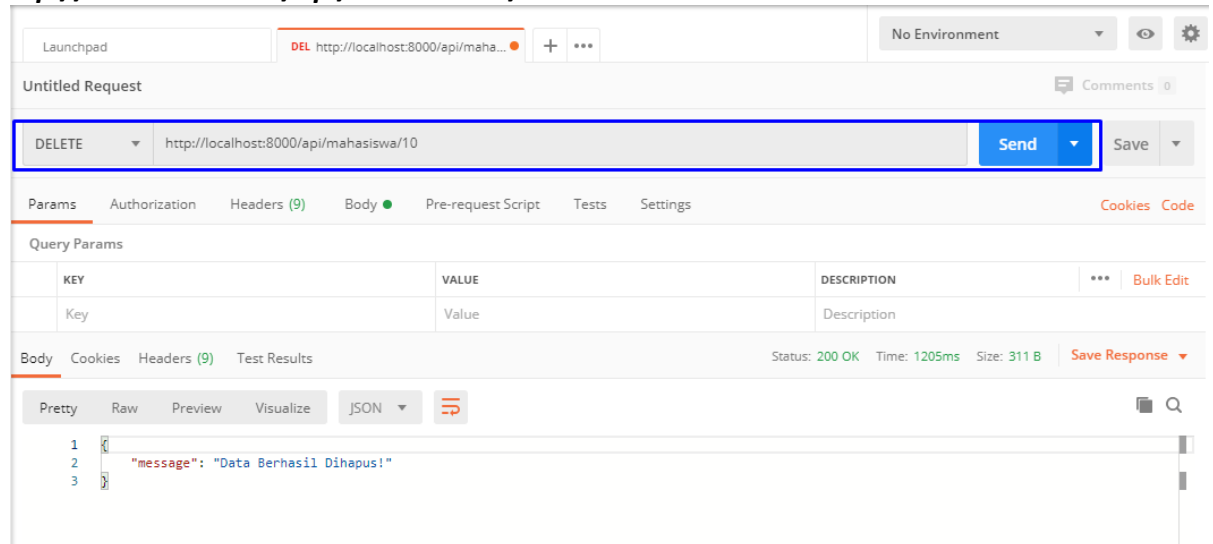 Launchpad DEL http://localhost:8000/api/maha... + ••• No Environment
Untitled Request Comments 0
DELETE http://localhost:8000/api/mahasiswa/10 Send Save
Params Authorization Headers (9) Body Pre-request Script Tests Settings Cookies Code
Query Params
KEY VALUE DESCRIPTION ••• Bulk Edit
Key Value Description
Body Cookies Headers (9) Test Results Status: 200 OK Time: 1205ms Size: 311 B Save Response
Pretty Raw Preview Visualize JSON
1 {
2 "message": "Data Berhasil Dihapus!"
3 }